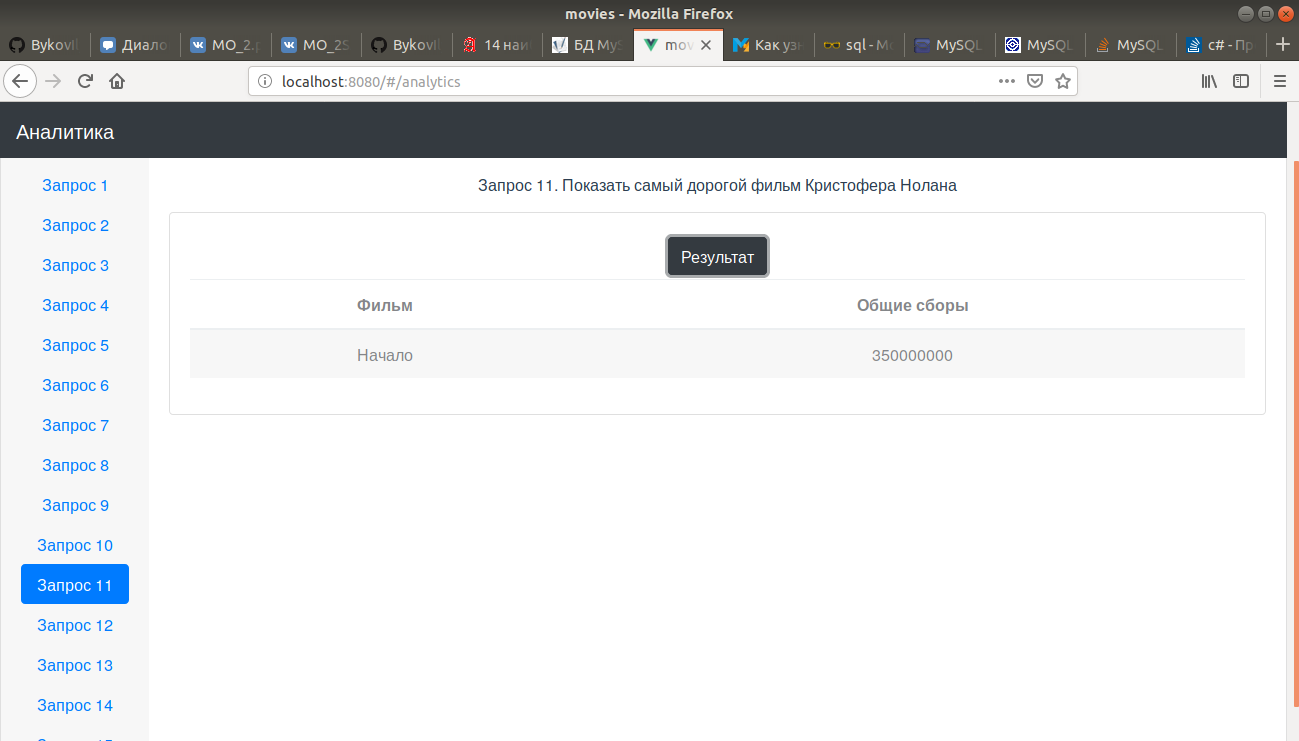 movies - Mozilla Firefox
BykovI
Диало
MO_2.
MO_2S
BykovI
14 наи
БД MyS
mov
Как узн
sql - Mo
MySQL
MySQL
MySQL
c# - Пр
localhost:8080/#/analytics
Аналитика
Запрос 1
Запрос 2
Запрос 3
Запрос 4
Запрос 5
Запрос 6
Запрос 7
Запрос 8
Запрос 9
Запрос 10
Запрос 11
Запрос 12
Запрос 13
Запрос 14
Запрос 11. Показать самый дорогой фильм Кристофера Нолана
Результат
Фильм Общие сборы
Начало 350000000